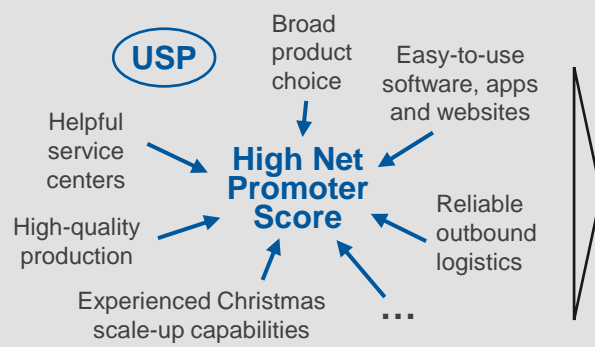 USP
Broad
product
choice
Easy-to-use
software, apps
and websites
Helpful
service
centers
High Net
Promoter
Score
High-quality
production
Reliable
outbound
logistics
Experienced Christmas
scale-up capabilities
...